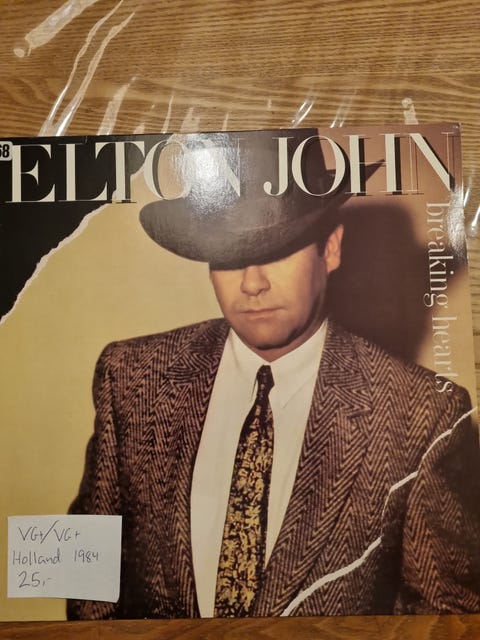 68
ELTON JOHN
breaking hearts
VG+/VG+
Holland 1984
25,-